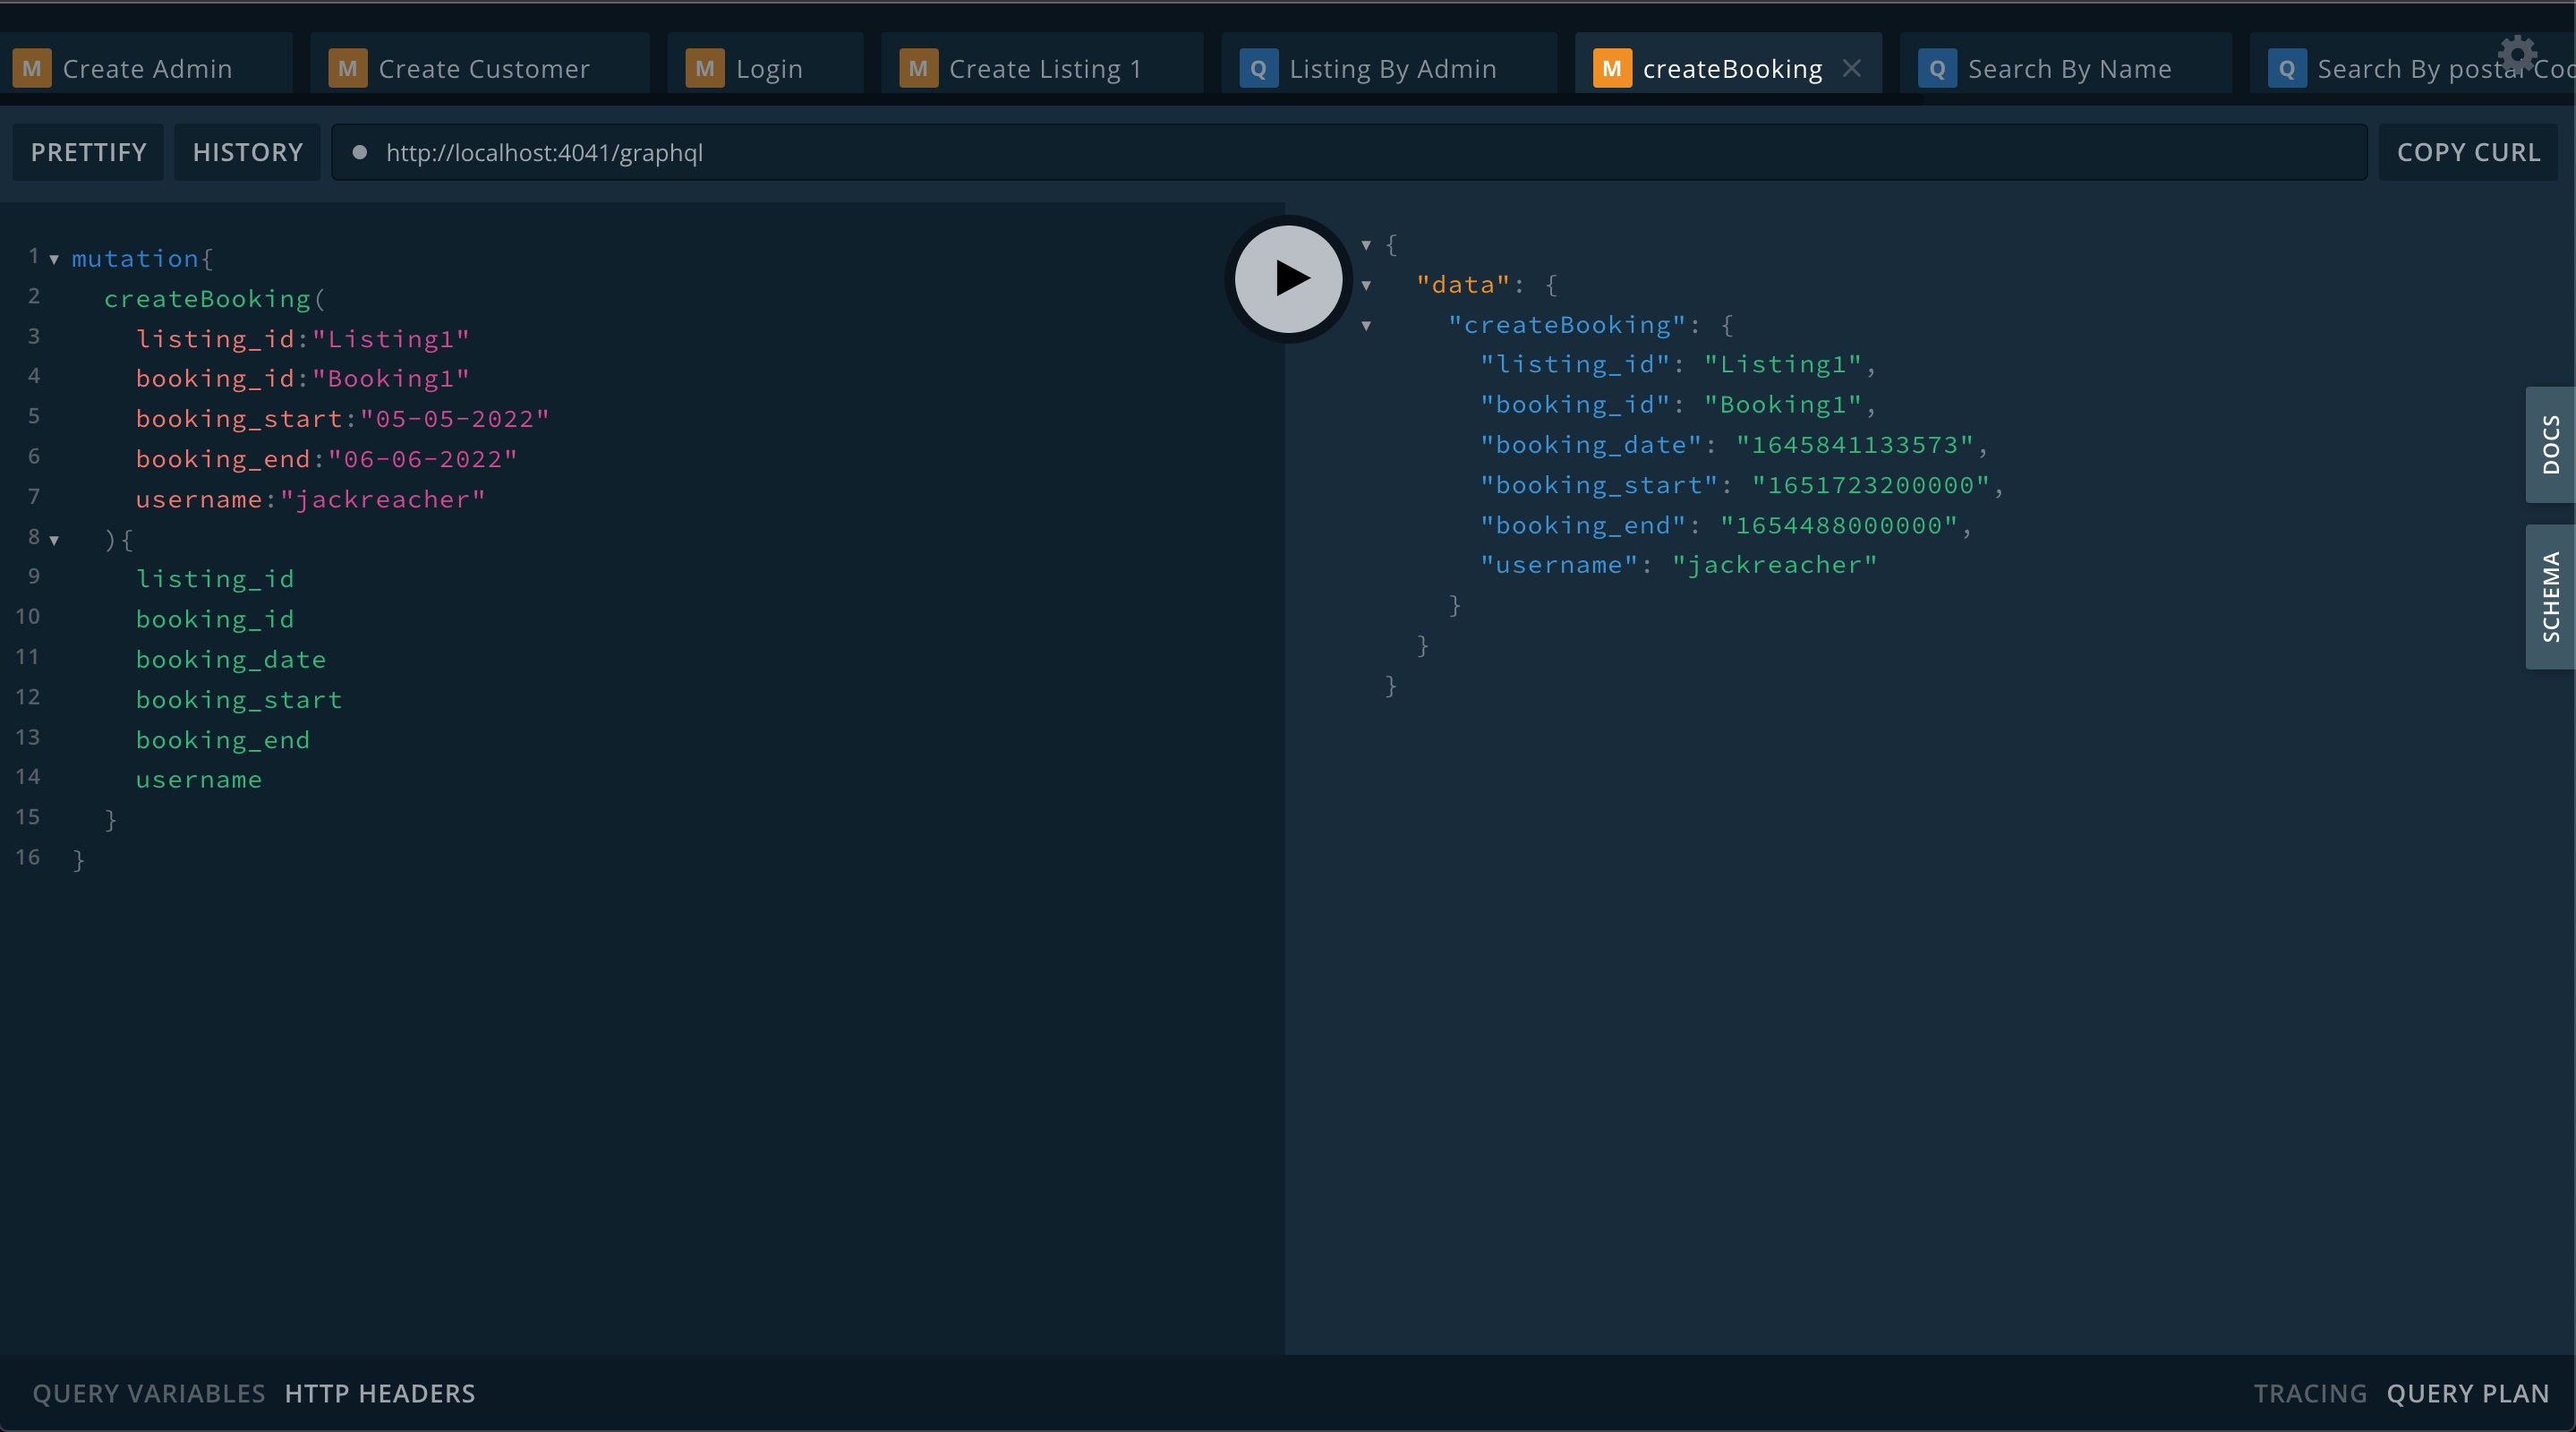 M Create Admin M Create Customer M Login M Create Listing 1 Q Listing By Admin M createBooking Q Search By Name Q Search By postal
PRETTIFY HISTORY http://localhost:4041/graphql COPY CURL
1 mutation{
2 createBooking(
3 listing_id:"Listing1"
4 booking_id:"Booking1"
5 booking_start:"05-05-2022"
6 booking_end:"06-06-2022"
7 username:"jackreacher"
8 ){
9 listing_id
10 booking_id
11 booking_date
12 booking_start
13 booking_end
14 username
15 }
16 }
{
"data": {
"createBooking": {
"listing_id": "Listing1",
"booking_id": "Booking1",
"booking_date": "1645841133573",
"booking_start": "1651723200000",
"booking_end": "1654488000000",
"username": "jackreacher"
}
}
}
DOCS
SCHEMA
QUERY VARIABLES HTTP HEADERS
TRACING QUERY PLAN